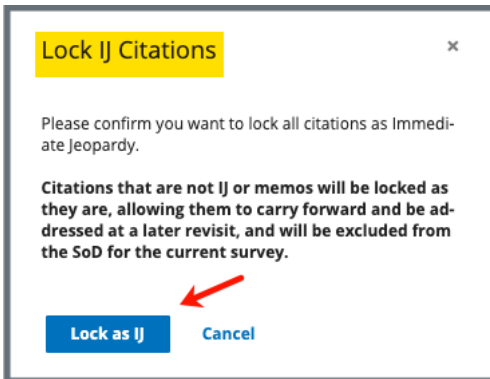 Lock IJ Citations
×
Please confirm you want to lock all citations as Immedi-
ate Jeopardy.
Citations that are not IJ or memos will be locked as
they are, allowing them to carry forward and be ad-
dressed at a later revisit, and will be excluded from
the SoD for the current survey.
Lock as IJ Cancel